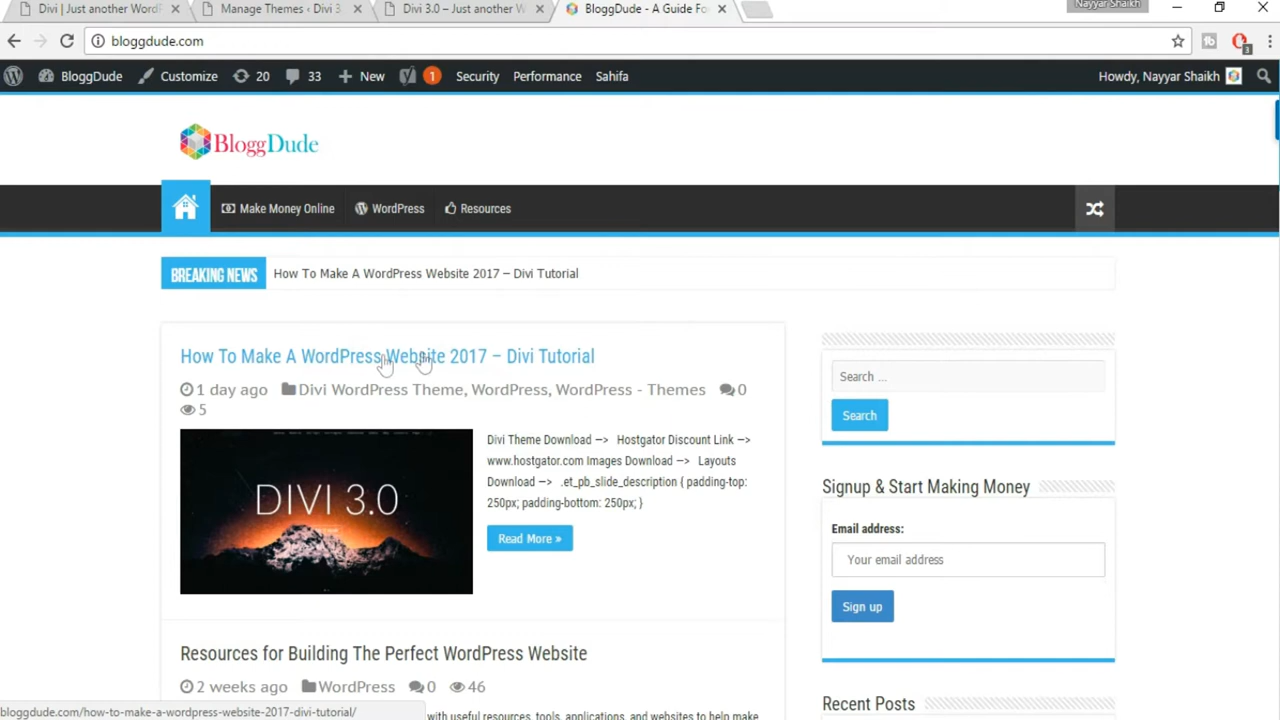 Divi | Just another WordP
Manage Themes ‹ Divi 3
Divi 3.0 – Just another W
BloggDude - A Guide Fo
Nayyar Shaikh
bloggdude.com
3
BloggDude
Customize
20
33
New
1
Security
Performance
Sahifa
Howdy, Nayyar Shaikh
BloggDude
Make Money Online
WordPress
Resources
BREAKING NEWS
How To Make A WordPress Website 2017 – Divi Tutorial
How To Make A WordPress Website 2017 – Divi Tutorial
1 day ago
Divi WordPress Theme, WordPress, WordPress - Themes
0
5
DIVI 3.0
Divi Theme Download —> Hostgator Discount Link —>
www.hostgator.com Images Download —> Layouts
Download —> .et_pb_slide_description { padding-top:
250px; padding-bottom: 250px; }
Read More »
Search ...
Search
Signup & Start Making Money
Email address:
Your email address
Sign up
Resources for Building The Perfect WordPress Website
2 weeks ago
WordPress
0
46
Recent Posts
bloggdude.com/how-to-make-a-wordpress-website-2017-divi-tutorial/
with useful resources, tools, applications, and websites to help make